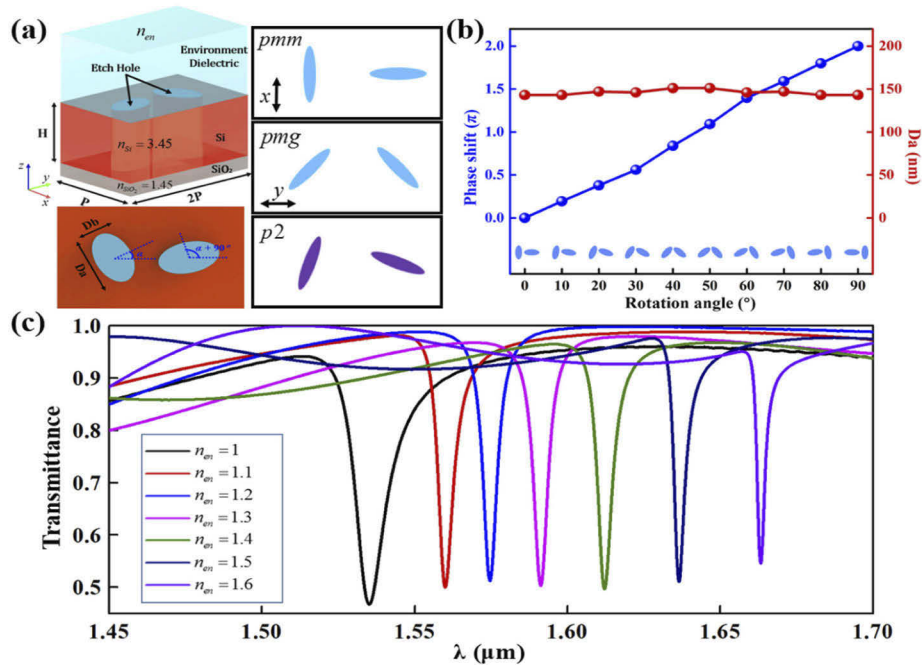 (a)
n_en
Environment
Dielectric
Etch Hole
H
n_Si = 3.45
Si
SiO₂
n_SiO₂ = 1.45
z
y
x
P
2P
Db
Da
α
α + 90°
pmm
x
pmg
y
p2
(b)
2.0
1.5
1.0
0.5
0.0
Phase shift (π)
200
150
100
50
0
Da (nm)
0 10 20 30 40 50 60 70 80 90
Rotation angle (°)
(c)
1.0
0.9
0.8
0.7
0.6
0.5
Transmittance
n_en = 1
n_en = 1.1
n_en = 1.2
n_en = 1.3
n_en = 1.4
n_en = 1.5
n_en = 1.6
1.45 1.50 1.55 1.60 1.65 1.70
λ (μm)